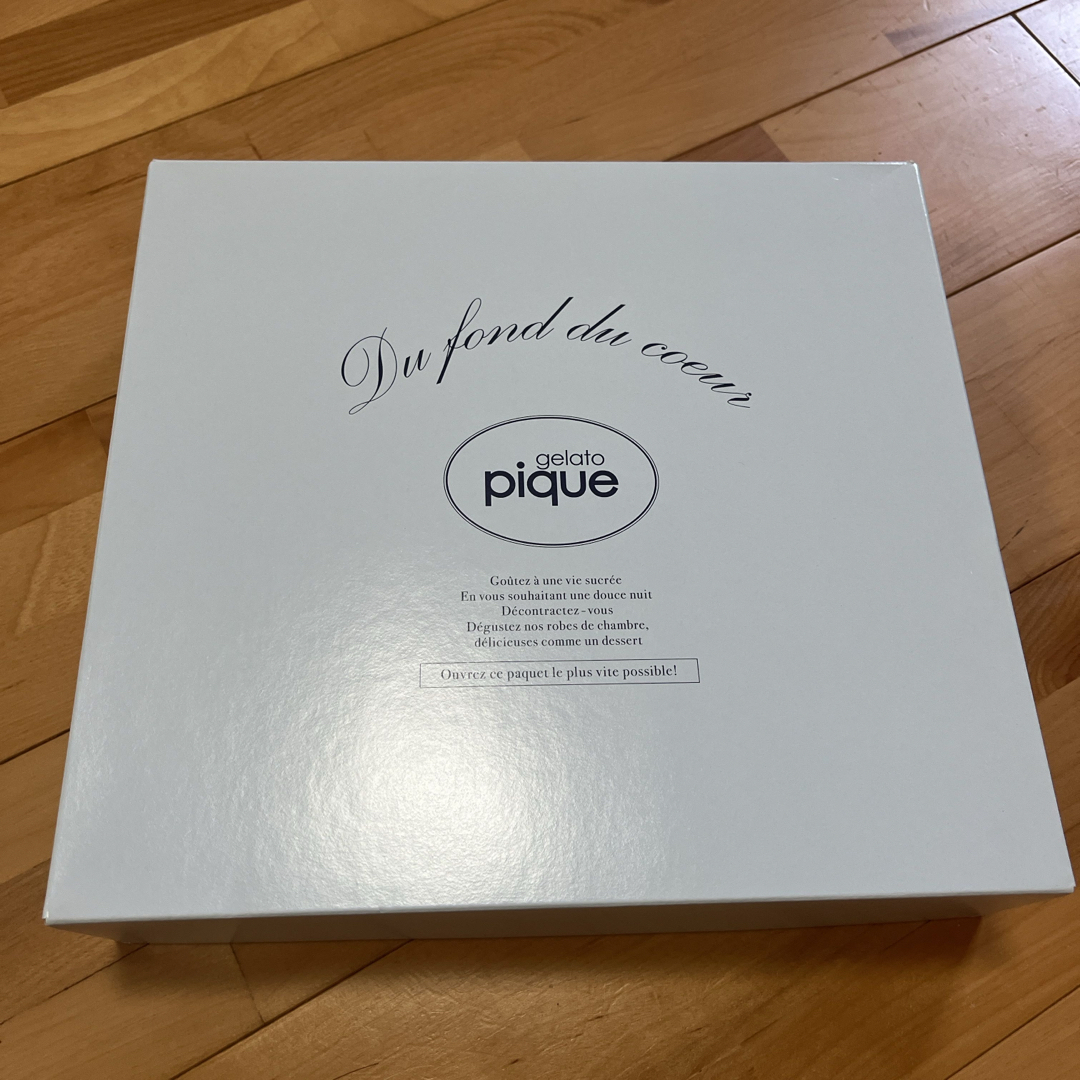 Du fond du coeur
gelato
pique
Goûtez à une vie sucrée
En vous souhaitant une douce nuit
Décontractez-vous
Dégustez nos robes de chambre,
délicieuses comme un dessert
Ouvrez ce paquet le plus vite possible!